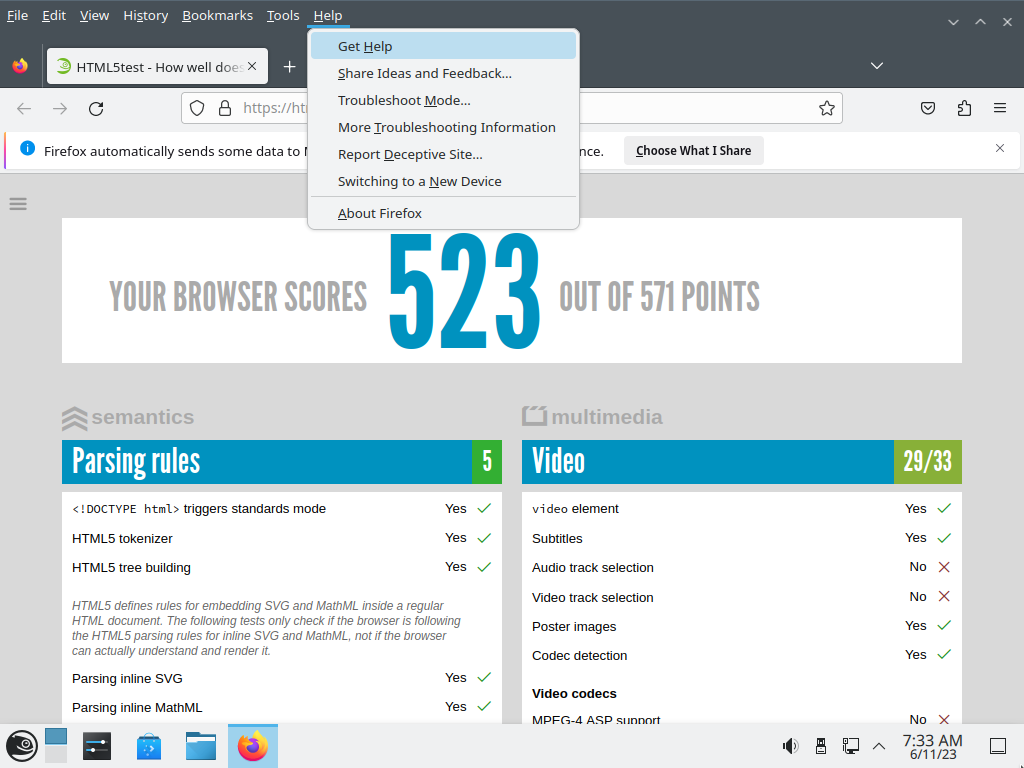 File Edit View History Bookmarks Tools Help
HTML5test - How well does
Get Help
Share Ideas and Feedback...
Troubleshoot Mode...
More Troubleshooting Information
Report Deceptive Site...
Switching to a New Device
About Firefox
https://ht
Firefox automatically sends some data to
nce.
Choose What I Share
YOUR BROWSER SCORES 523 OUT OF 571 POINTS
semantics
Parsing rules 5
<!DOCTYPE html> triggers standards mode Yes
HTML5 tokenizer Yes
HTML5 tree building Yes
HTML5 defines rules for embedding SVG and MathML inside a regular
HTML document. The following tests only check if the browser is following
the HTML5 parsing rules for inline SVG and MathML, not if the browser
can actually understand and render it.
Parsing inline SVG Yes
Parsing inline MathML Yes
multimedia
Video 29/33
video element Yes
Subtitles Yes
Audio track selection No
Video track selection No
Poster images Yes
Codec detection Yes
Video codecs
MPEG-4 ASP support No
7:33 AM
6/11/23